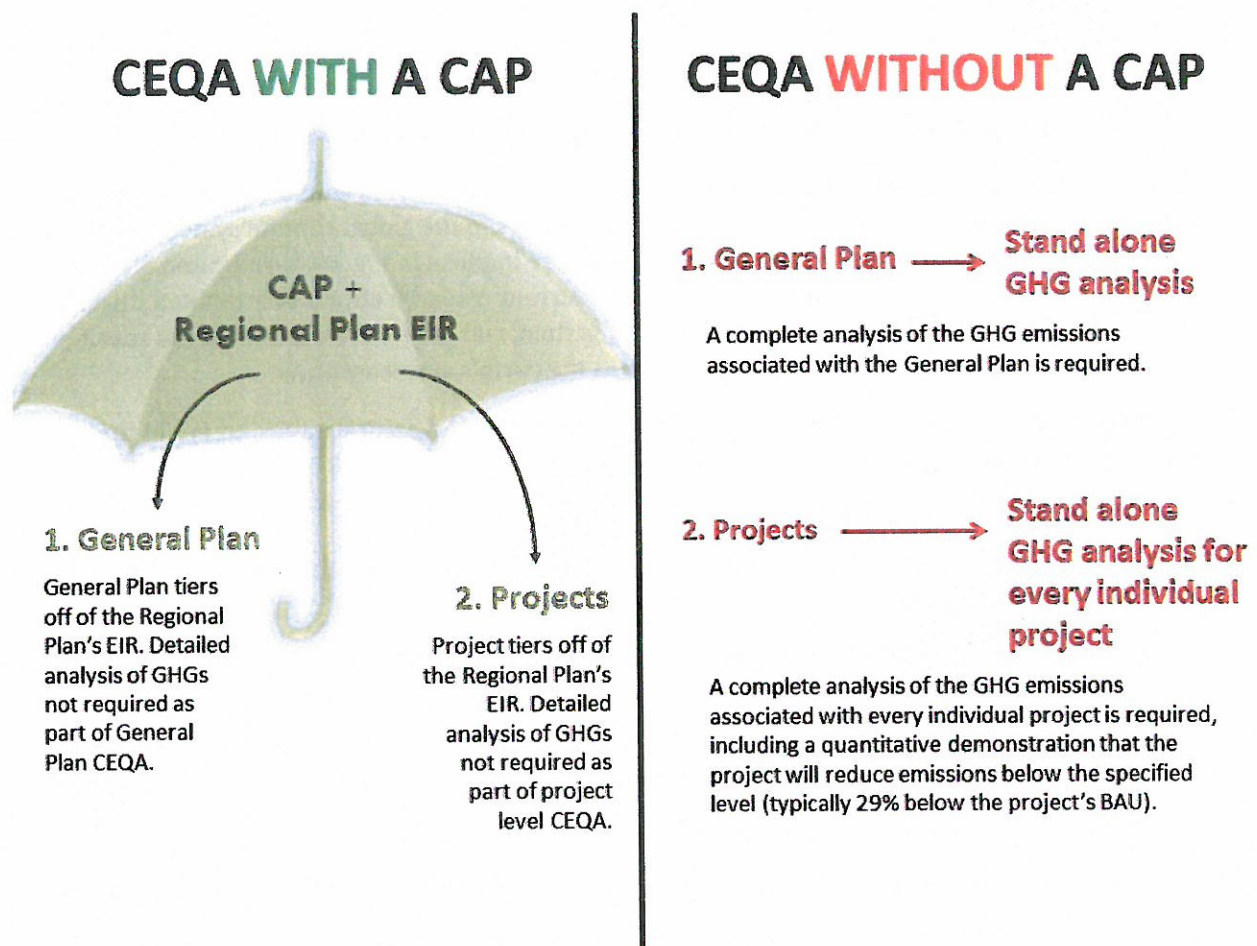 CEQA WITH A CAP
CAP +
Regional Plan EIR
1. General Plan
General Plan tiers
off of the Regional
Plan's EIR. Detailed
analysis of GHGs
not required as
part of General
Plan CEQA.
2. Projects
Project tiers off of
the Regional Plan's
EIR. Detailed
analysis of GHGs
not required as
part of project
level CEQA.
CEQA WITHOUT A CAP
1. General Plan
Stand alone
GHG analysis
A complete analysis of the GHG emissions
associated with the General Plan is required.
2. Projects
Stand alone
GHG analysis for
every individual
project
A complete analysis of the GHG emissions
associated with every individual project is required,
including a quantitative demonstration that the
project will reduce emissions below the specified
level (typically 29% below the project's BAU).